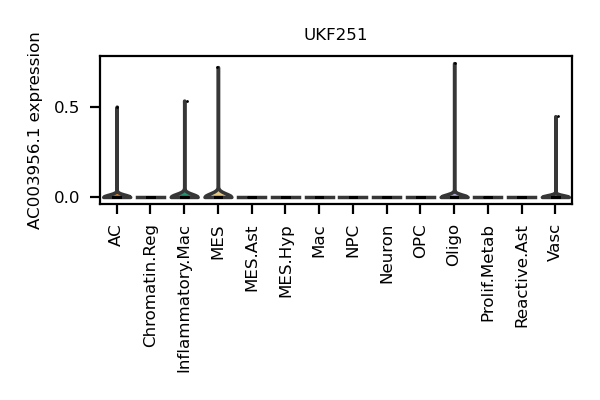 UKF251
AC003956.1 expression
0.5
0.0
AC
Chromatin.Reg
Inflammatory.Mac
MES
MES.Ast
MES.Hyp
Mac
NPC
Neuron
OPC
Oligo
Prolif.Metab
Reactive.Ast
Vasc